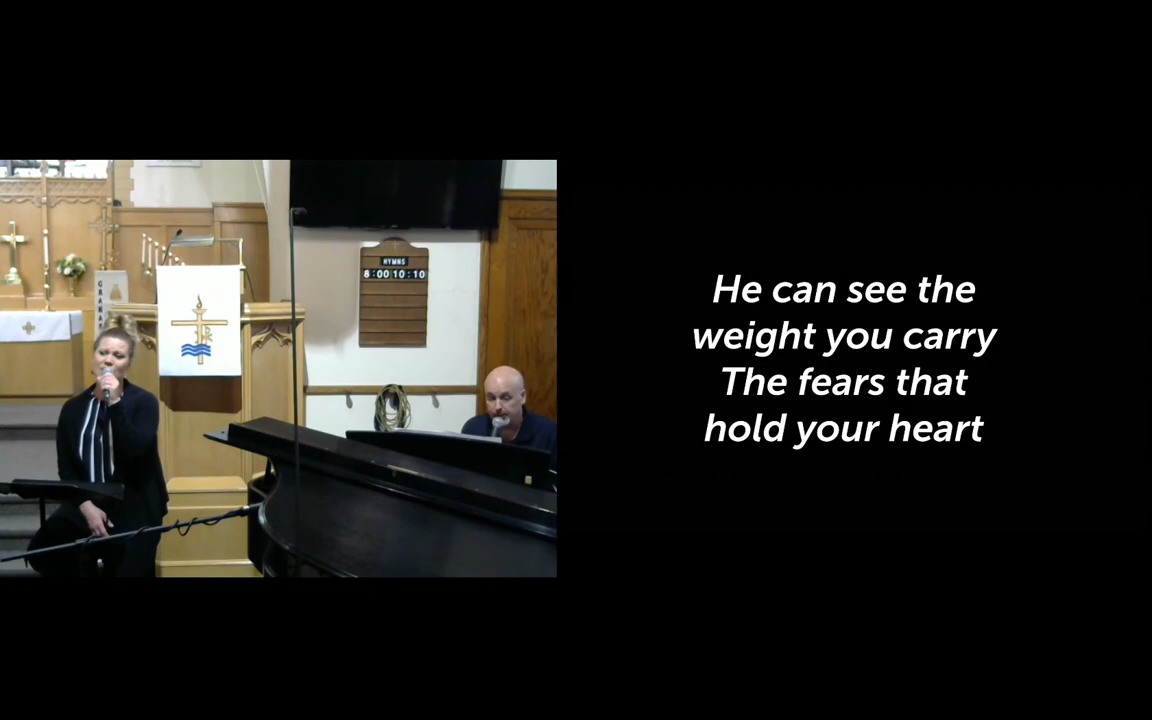 HYMNS
8:00 10:10
He can see the
weight you carry
The fears that
hold your heart